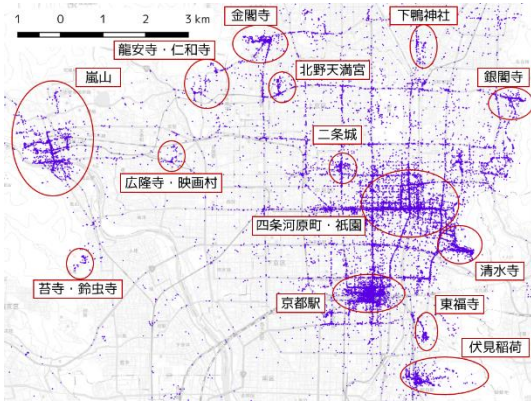 1 0 1 2 3 km
金閣寺
下鴨神社
龍安寺・仁和寺
北野天満宮
嵐山
銀閣寺
二条城
広隆寺・映画村
四条河原町・祇園
清水寺
苔寺・鈴虫寺
京都駅
東福寺
伏見稲荷